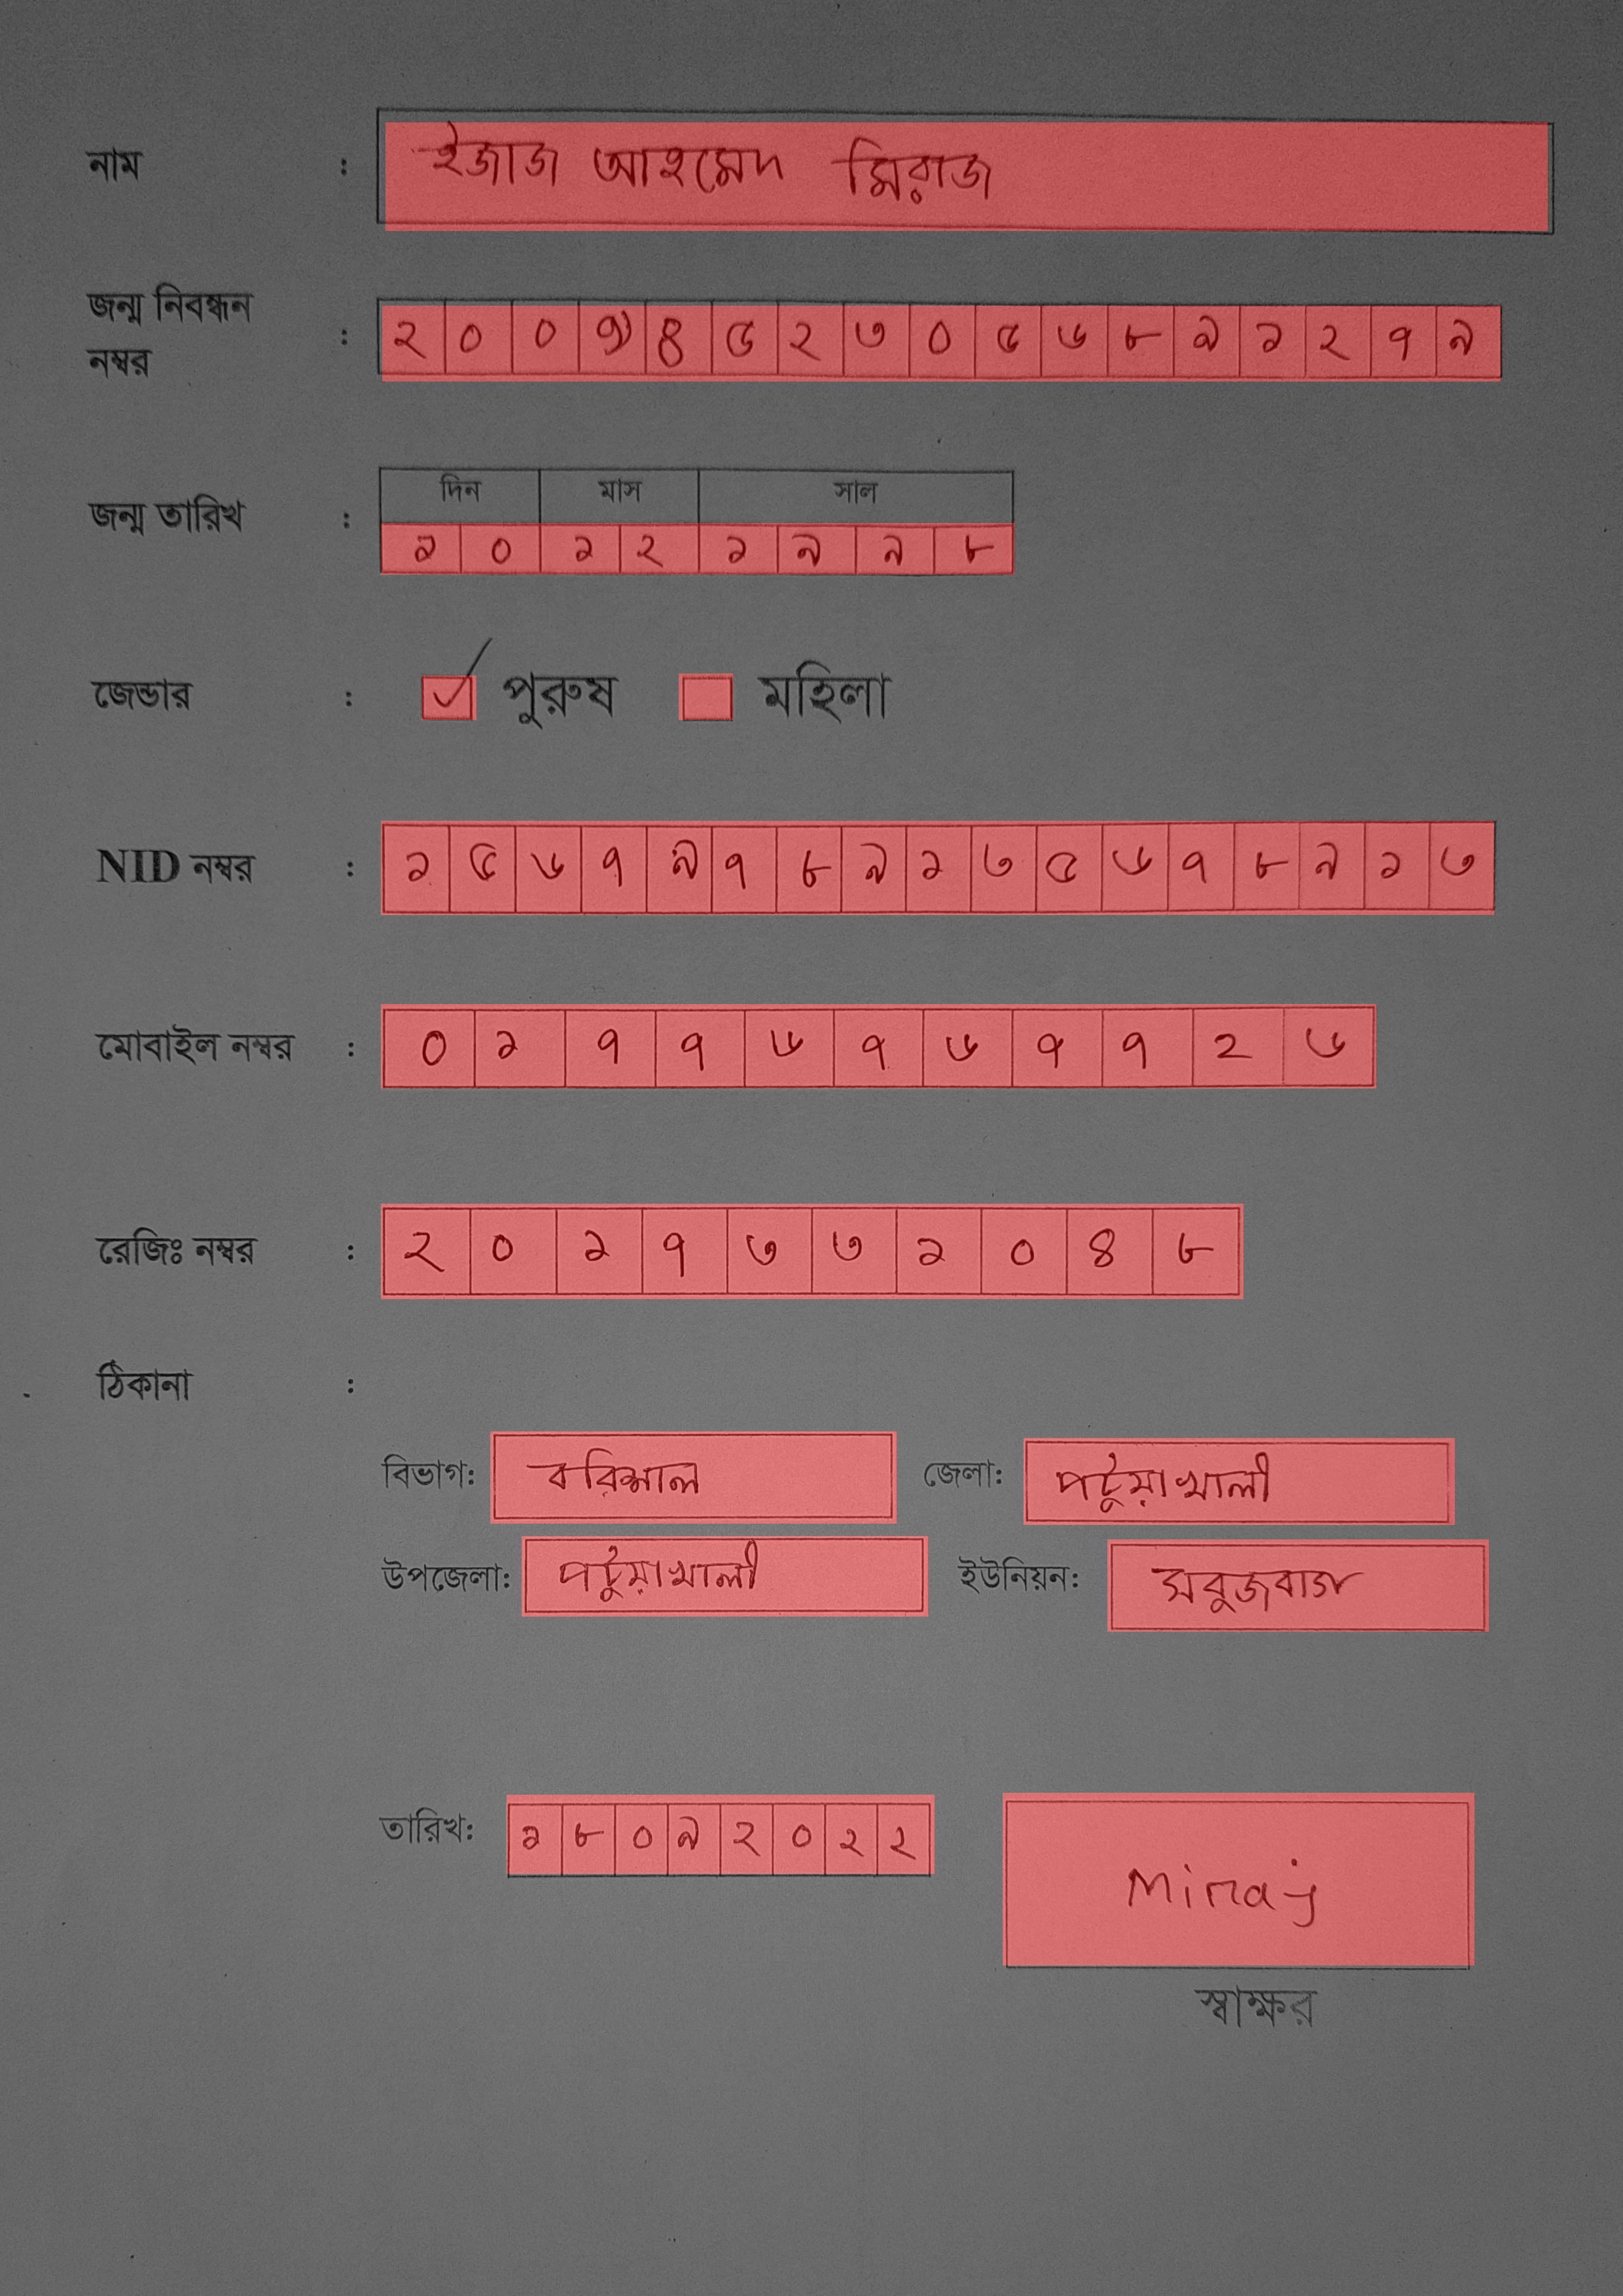 নাম : ইজাজ আহমেদ মিরাজ
জন্ম নিবন্ধন নম্বর : ২ ০ ০ ৭ ৪ ৫ ২ ৩ ০ ৫ ৬ ৮ ৯ ১ ২ ৭ ৯
দিন মাস সাল
জন্ম তারিখ : ১ ০ ১ ২ ১ ৯ ৯ ৮
জেন্ডার : ✓ পুরুষ মহিলা
NID নম্বর : ১ ৫ ৬ ৭ ৯ ৭ ৮ ৯ ১ ৩ ৫ ৬ ৭ ৮ ৯ ১ ৩
মোবাইল নম্বর : ০ ১ ৭ ৭ ৬ ৭ ৬ ৭ ৭ ২ ৬
রেজিঃ নম্বর : ২ ০ ১ ৭ ৩ ৩ ১ ০ ৪ ৮
ঠিকানা :
বিভাগ: বরিশাল জেলা: পটুয়াখালী
উপজেলা: পটুয়াখালী ইউনিয়ন: সবুজবাগ
তারিখ: ১ ৮ ০ ৯ ২ ০ ২ ২
Miraj
স্বাক্ষর